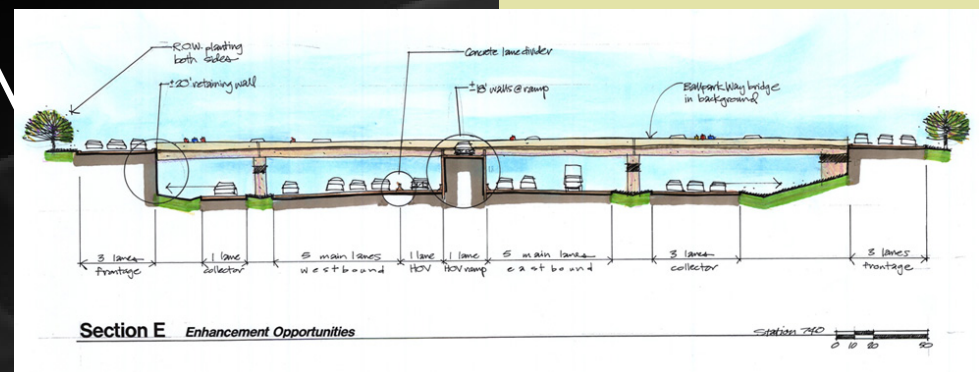 R.O.W. planting
both sides
±20' retaining wall
Concrete lane divider
±18' walls @ ramp
Ballpark Way bridge
in background
3 lanes
frontage
1 lane
collector
5 main lanes
westbound
1 lane
HOV
1 lane
HOV ramp
5 main lanes
eastbound
3 lanes
collector
3 lanes
frontage
Section E Enhancement Opportunities
Station 740
0 10 20 50